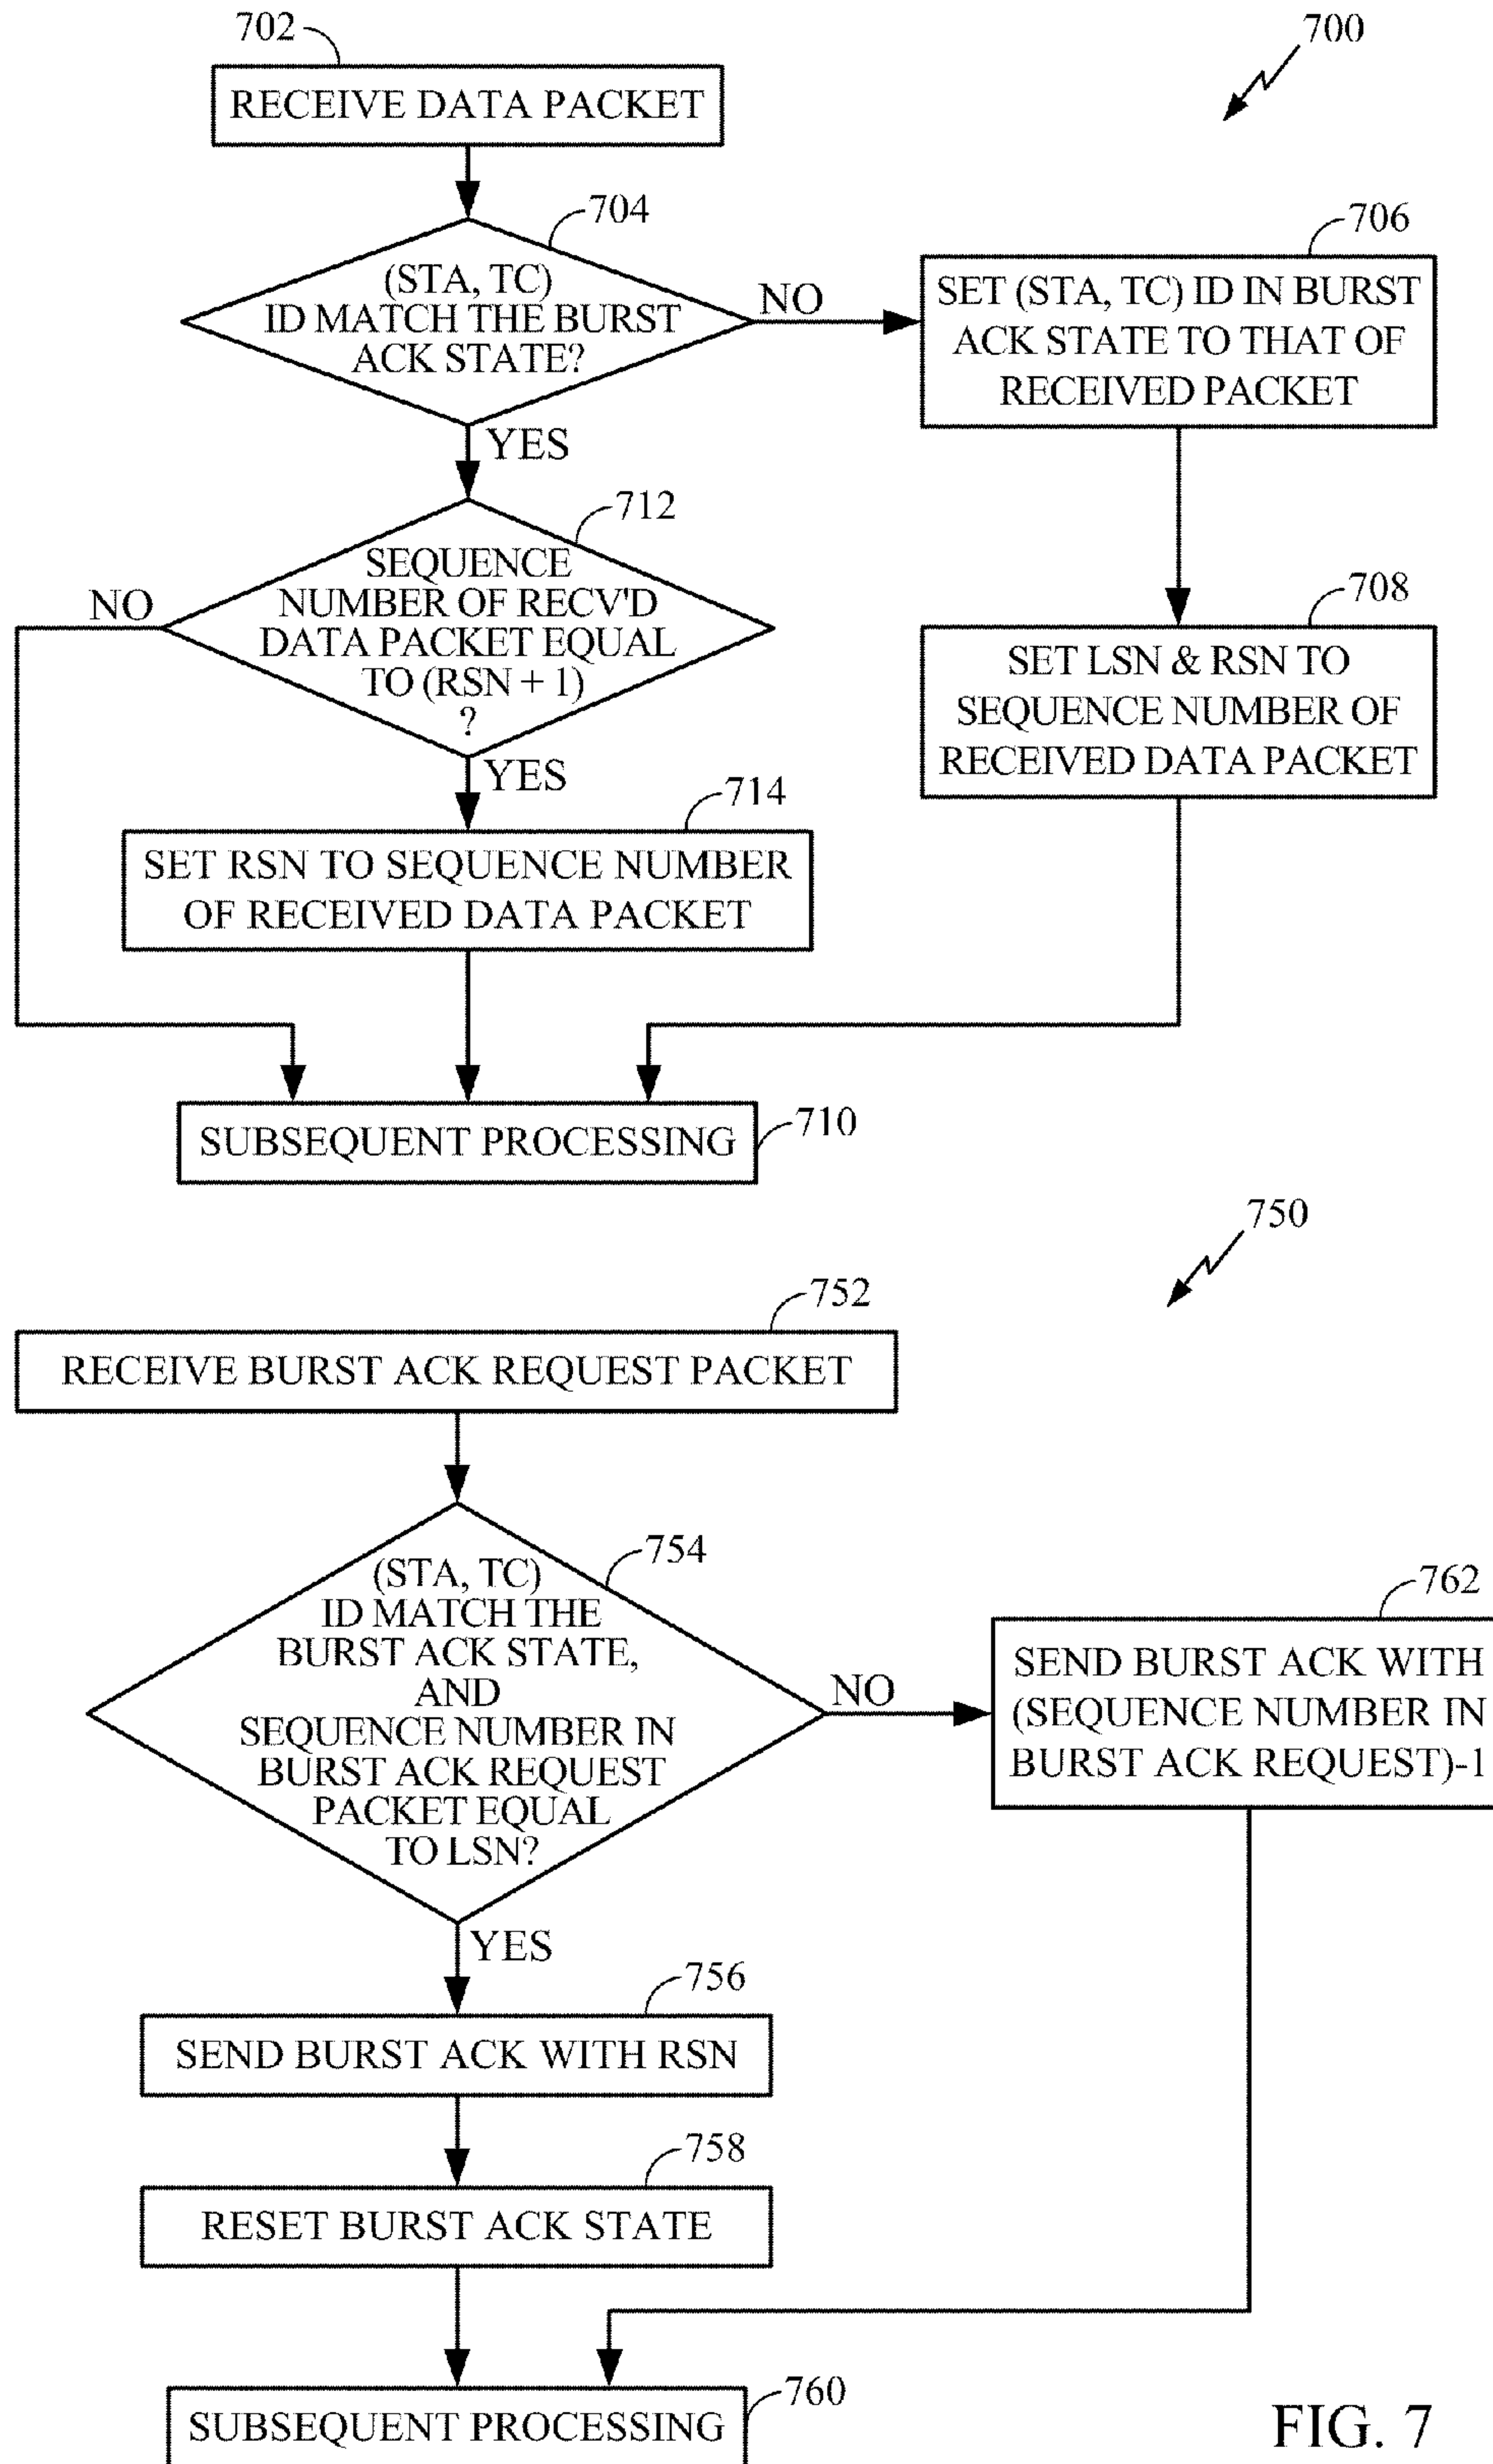 702
700
RECEIVE DATA PACKET
704
(STA, TC)
ID MATCH THE BURST
ACK STATE?
NO
706
SET (STA, TC) ID IN BURST
ACK STATE TO THAT OF
RECEIVED PACKET
YES
712
SEQUENCE
NUMBER OF RECV'D
DATA PACKET EQUAL
TO (RSN + 1)
?
NO
708
SET LSN & RSN TO
SEQUENCE NUMBER OF
RECEIVED DATA PACKET
YES
714
SET RSN TO SEQUENCE NUMBER
OF RECEIVED DATA PACKET
SUBSEQUENT PROCESSING
710
750
752
RECEIVE BURST ACK REQUEST PACKET
754
(STA, TC)
ID MATCH THE
BURST ACK STATE,
AND
SEQUENCE NUMBER IN
BURST ACK REQUEST
PACKET EQUAL
TO LSN?
NO
762
SEND BURST ACK WITH
(SEQUENCE NUMBER IN
BURST ACK REQUEST)-1
YES
756
SEND BURST ACK WITH RSN
758
RESET BURST ACK STATE
760
SUBSEQUENT PROCESSING
FIG. 7